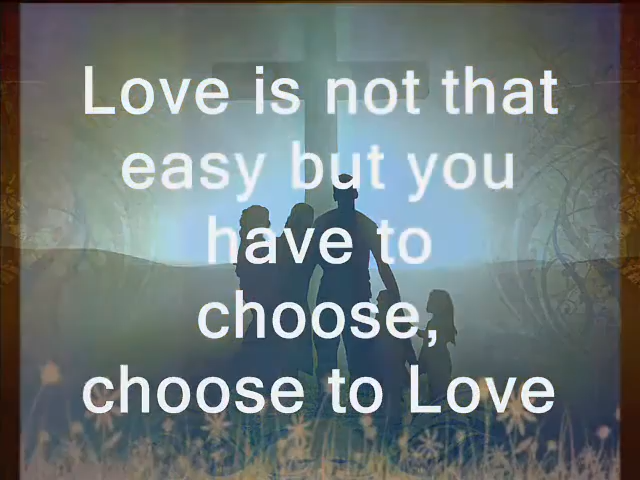 Love is not that
easy but you
have to
choose,
choose to Love